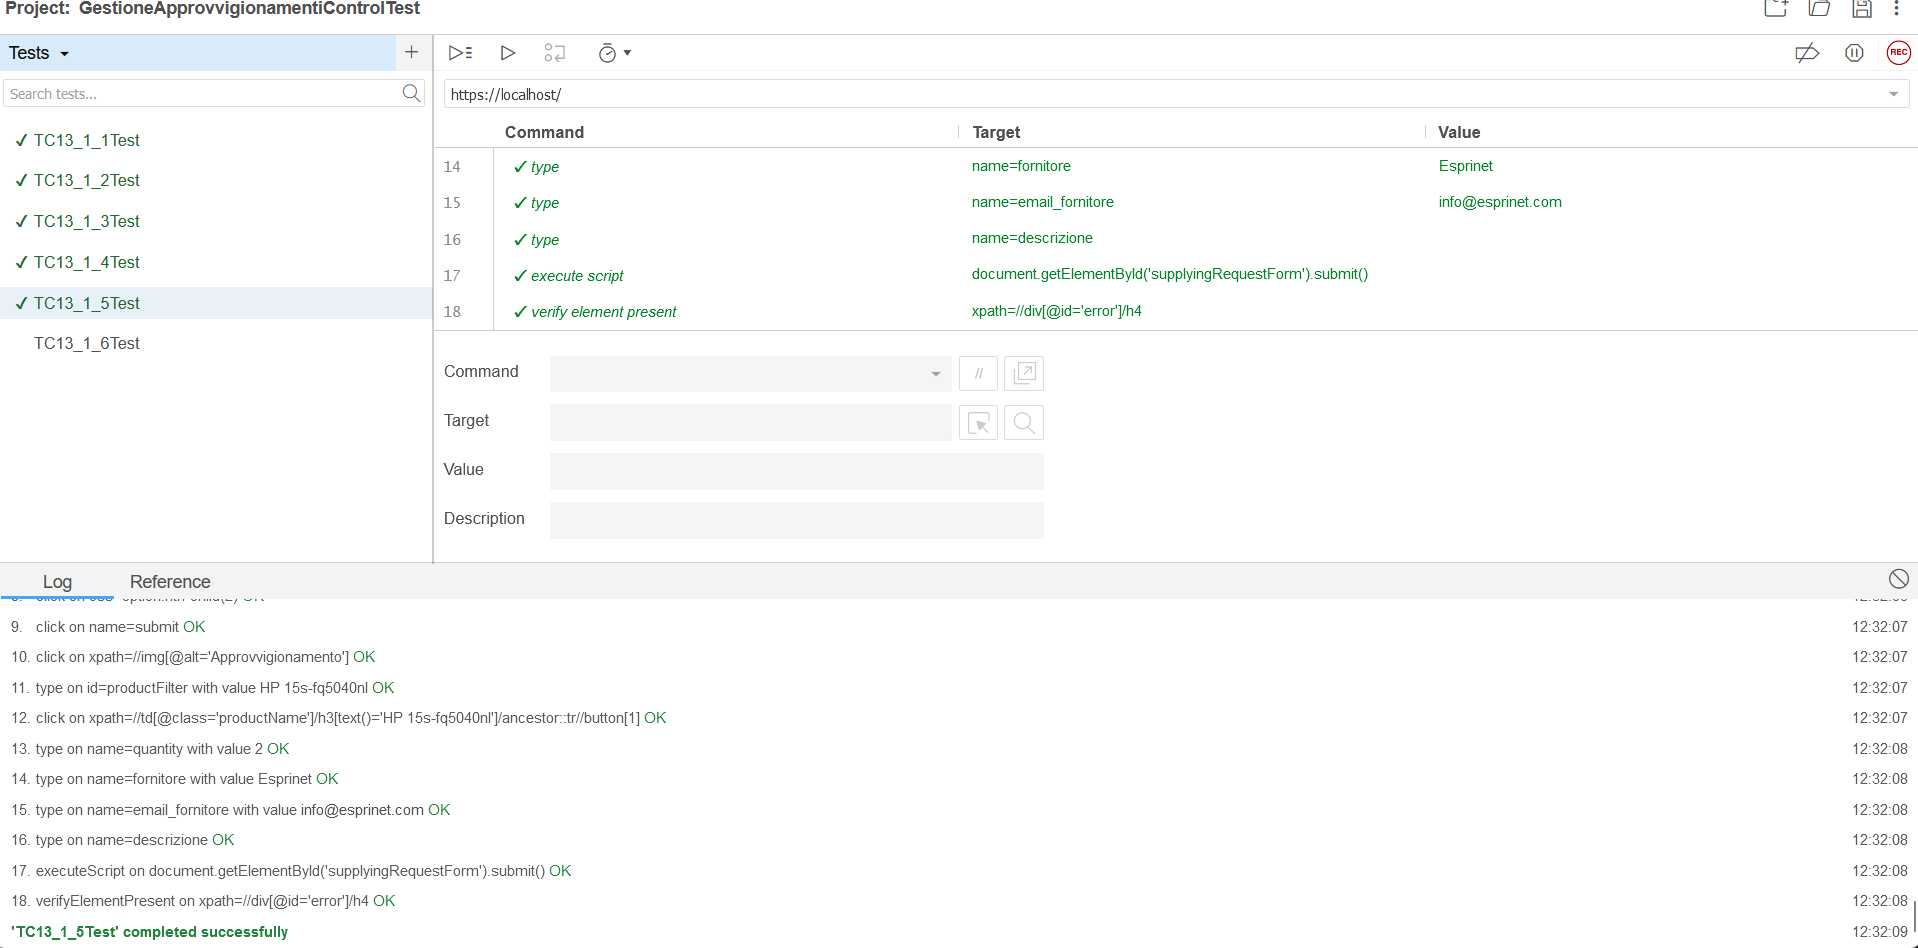 Project: GestioneApprovvigionamentiControlTest
Tests
Search tests...
✓ TC13_1_1Test
✓ TC13_1_2Test
✓ TC13_1_3Test
✓ TC13_1_4Test
✓ TC13_1_5Test
TC13_1_6Test
REC
https://localhost/
Command Target Value
14 ✓ type name=fornitore Esprinet
15 ✓ type name=email_fornitore info@esprinet.com
16 ✓ type name=descrizione
17 ✓ execute script document.getElementById('supplyingRequestForm').submit()
18 ✓ verify element present xpath=//div[@id='error']/h4
Command //
Target
Value
Description
Log Reference
9. click on name=submit OK 12:32:07
10. click on xpath=//img[@alt='Approvvigionamento'] OK 12:32:07
11. type on id=productFilter with value HP 15s-fq5040nl OK 12:32:07
12. click on xpath=//td[@class='productName']/h3[text()='HP 15s-fq5040nl']/ancestor::tr//button[1] OK 12:32:07
13. type on name=quantity with value 2 OK 12:32:08
14. type on name=fornitore with value Esprinet OK 12:32:08
15. type on name=email_fornitore with value info@esprinet.com OK 12:32:08
16. type on name=descrizione OK 12:32:08
17. executeScript on document.getElementById('supplyingRequestForm').submit() OK 12:32:08
18. verifyElementPresent on xpath=//div[@id='error']/h4 OK 12:32:08
'TC13_1_5Test' completed successfully 12:32:09